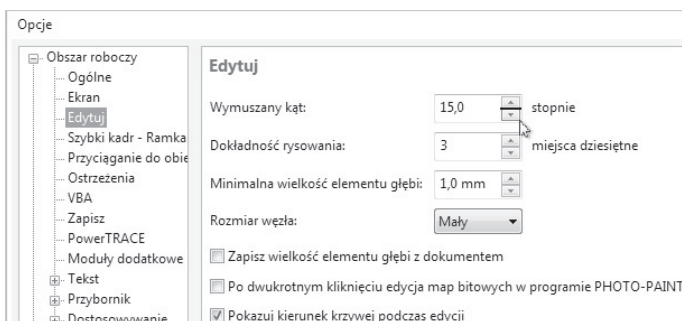 Opcje
Obszar roboczy
Ogólne
Ekran
Edytuj
Szybki kadr - Ramka
Przyciąganie do obie
Ostrzeżenia
VBA
Zapisz
PowerTRACE
Moduły dodatkowe
Tekst
Przybornik
Dostosowywanie
Edytuj
Wymuszany kąt: 15,0 stopnie
Dokładność rysowania: 3 miejsca dziesiętne
Minimalna wielkość elementu głębi: 1,0 mm
Rozmiar węzła: Mały
Zapisz wielkość elementu głębi z dokumentem
Po dwukrotnym kliknięciu edycja map bitowych w programie PHOTO-PAINT
Pokazuj kierunek krzywej podczas edycji